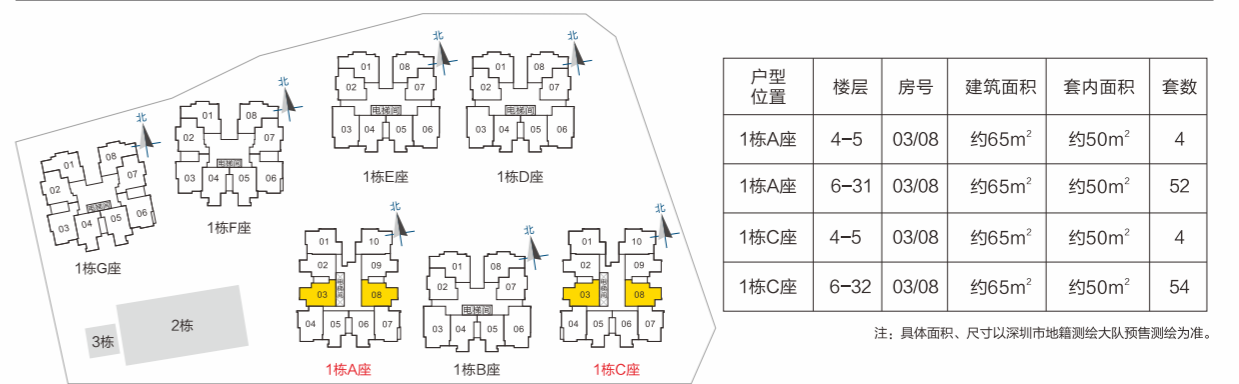 北
北
01 08
02 07
电梯间
03 04 05 06
1栋E座
01 08
02 07
电梯间
03 04 05 06
1栋D座
北
01 08
02 07
电梯间
03 04 05 06
1栋F座
北
01 08
02 07
电梯间
03 04 05 06
1栋G座
北
01 10
02 09
电梯间
03 08
04 05 06 07
1栋A座
北
01 08
02 07
电梯间
03 04 05 06
1栋B座
北
01 10
02 09
电梯间
03 08
04 05 06 07
1栋C座
2栋
3栋
户型位置 楼层 房号 建筑面积 套内面积 套数
1栋A座 4-5 03/08 约65m² 约50m² 4
1栋A座 6-31 03/08 约65m² 约50m² 52
1栋C座 4-5 03/08 约65m² 约50m² 4
1栋C座 6-32 03/08 约65m² 约50m² 54
注：具体面积、尺寸以深圳市地籍测绘大队预售测绘为准。